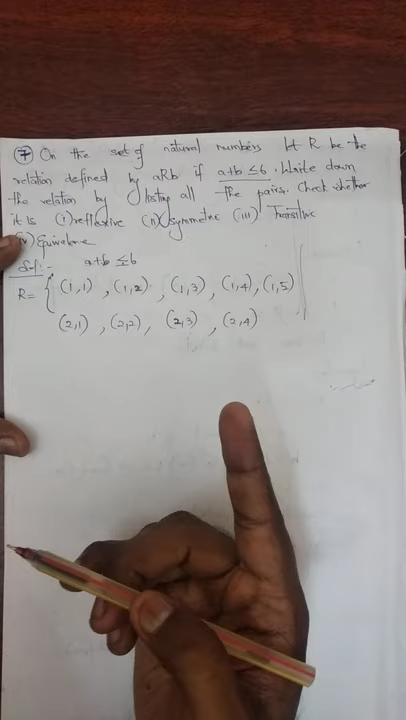 ⑦ On the set of natural numbers let R be the
relation defined by aRb if a+b ≤ 6. Write down
the relation by listing all the pairs. Check whether
it is (i) reflexive (ii) symmetric (iii) Transitive
(iv) Equivalence
Sol:- a+b ≤ 6
R = { (1,1), (1,2), (1,3), (1,4), (1,5)
(2,1), (2,2), (2,3), (2,4)